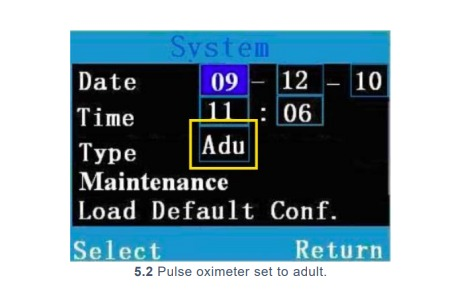 System
Date 09 - 12 - 10
Time 11 : 06
Type Adu
Maintenance
Load Default Conf.
Select Return
5.2 Pulse oximeter set to adult.